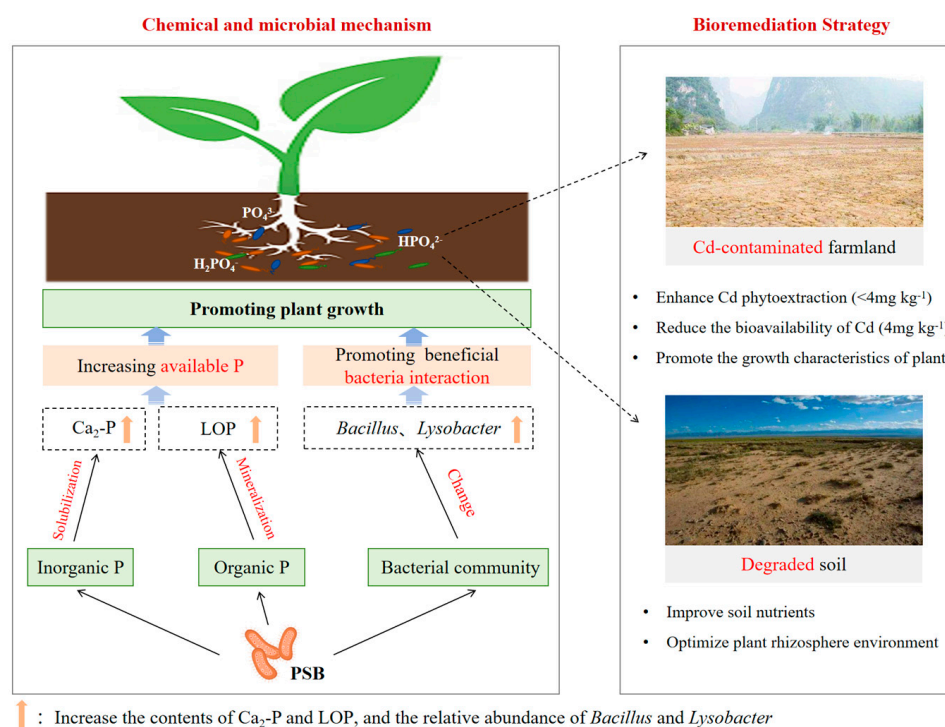 Chemical and microbial mechanism
PO₄³
HPO₄²⁻
H₂PO₄⁻
Promoting plant growth
Increasing available P
Promoting beneficial
bacteria interaction
Ca₂-P
LOP
Bacillus、Lysobacter
Solubilization
Mineralization
Change
Inorganic P
Organic P
Bacterial community
PSB
Bioremediation Strategy
Cd-contaminated farmland
• Enhance Cd phytoextraction (<4mg kg⁻¹)
• Reduce the bioavailability of Cd (4mg kg⁻¹)
• Promote the growth characteristics of plant
Degraded soil
• Improve soil nutrients
• Optimize plant rhizosphere environment
: Increase the contents of Ca₂-P and LOP, and the relative abundance of Bacillus and Lysobacter